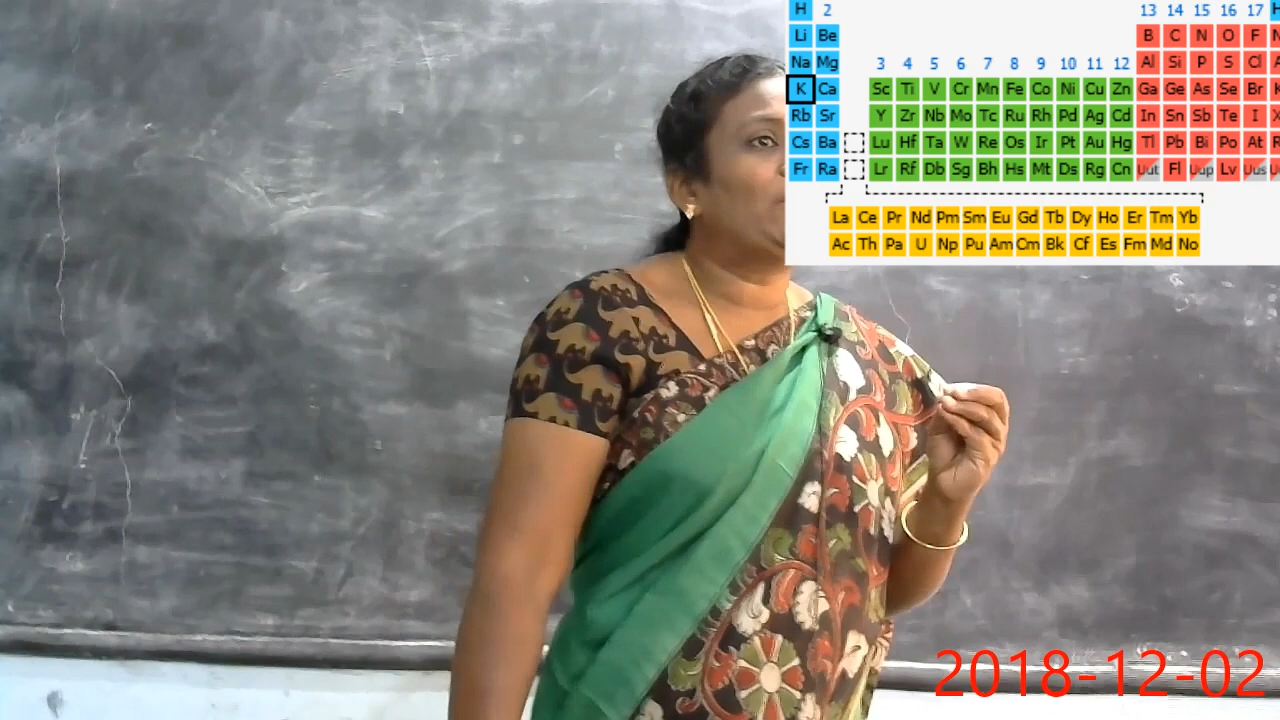 H 2 13 14 15 16 17 H
Li Be B C N O F N
Na Mg 3 4 5 6 7 8 9 10 11 12 Al Si P S Cl A
K Ca Sc Ti V Cr Mn Fe Co Ni Cu Zn Ga Ge As Se Br K
Rb Sr Y Zr Nb Mo Tc Ru Rh Pd Ag Cd In Sn Sb Te I X
Cs Ba Lu Hf Ta W Re Os Ir Pt Au Hg Tl Pb Bi Po At R
Fr Ra Lr Rf Db Sg Bh Hs Mt Ds Rg Cn Uut Fl Uup Lv Uus U
La Ce Pr Nd Pm Sm Eu Gd Tb Dy Ho Er Tm Yb
Ac Th Pa U Np Pu Am Cm Bk Cf Es Fm Md No
2018-12-02